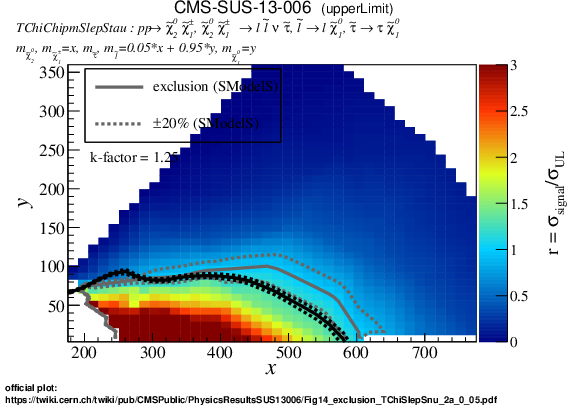 CMS-SUS-13-006 (upperLimit)
TChiChipmSlepStau : pp→ χ̃₂⁰ χ̃₁±, χ̃₂⁰ χ̃₁± → l l̃ ν τ̃, l̃ → l χ̃₁⁰, τ̃ → τ χ̃₁⁰
m_χ̃₂⁰, m_χ̃₁±=x, m_τ̃, m_l̃=0.05*x + 0.95*y, m_χ̃₁⁰=y
exclusion (SModelS)
±20% (SModelS)
k-factor = 1.25
350
300
250
200
150
100
50
y
200 300 400 500 600 700
x
3
2.5
2
1.5
1
0.5
0
r = σsignal/σUL
official plot:
https://twiki.cern.ch/twiki/pub/CMSPublic/PhysicsResultsSUS13006/Fig14_exclusion_TChiSlepSnu_2a_0_05.pdf